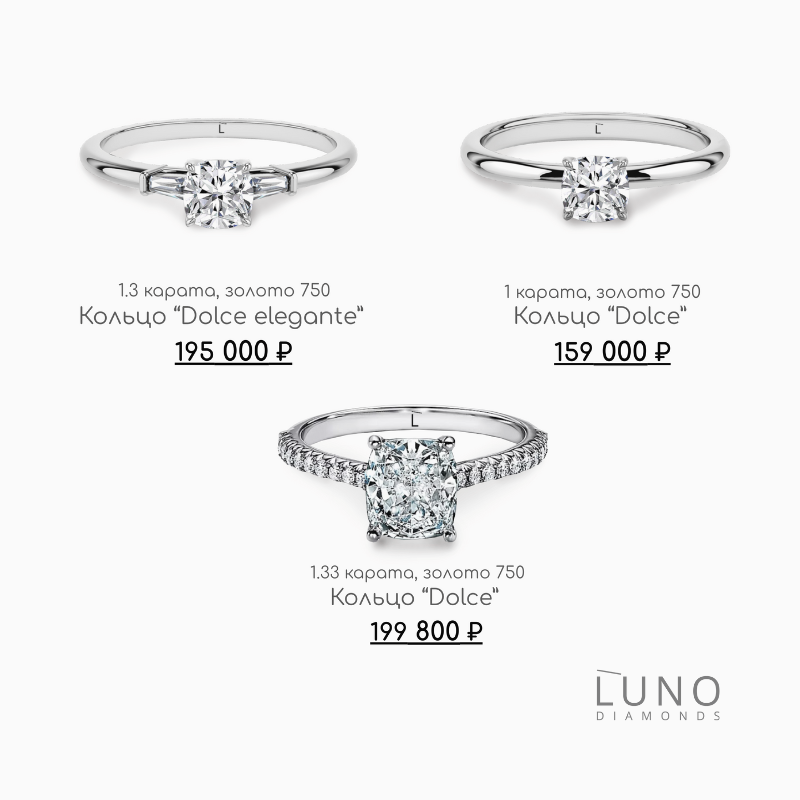 L
L
1.3 карата, золото 750
Кольцо “Dolce elegante”
195 000 ₽
1 карата, золото 750
Кольцо “Dolce”
159 000 ₽
L
1.33 карата, золото 750
Кольцо “Dolce”
199 800 ₽
LUNO
DIAMONDS